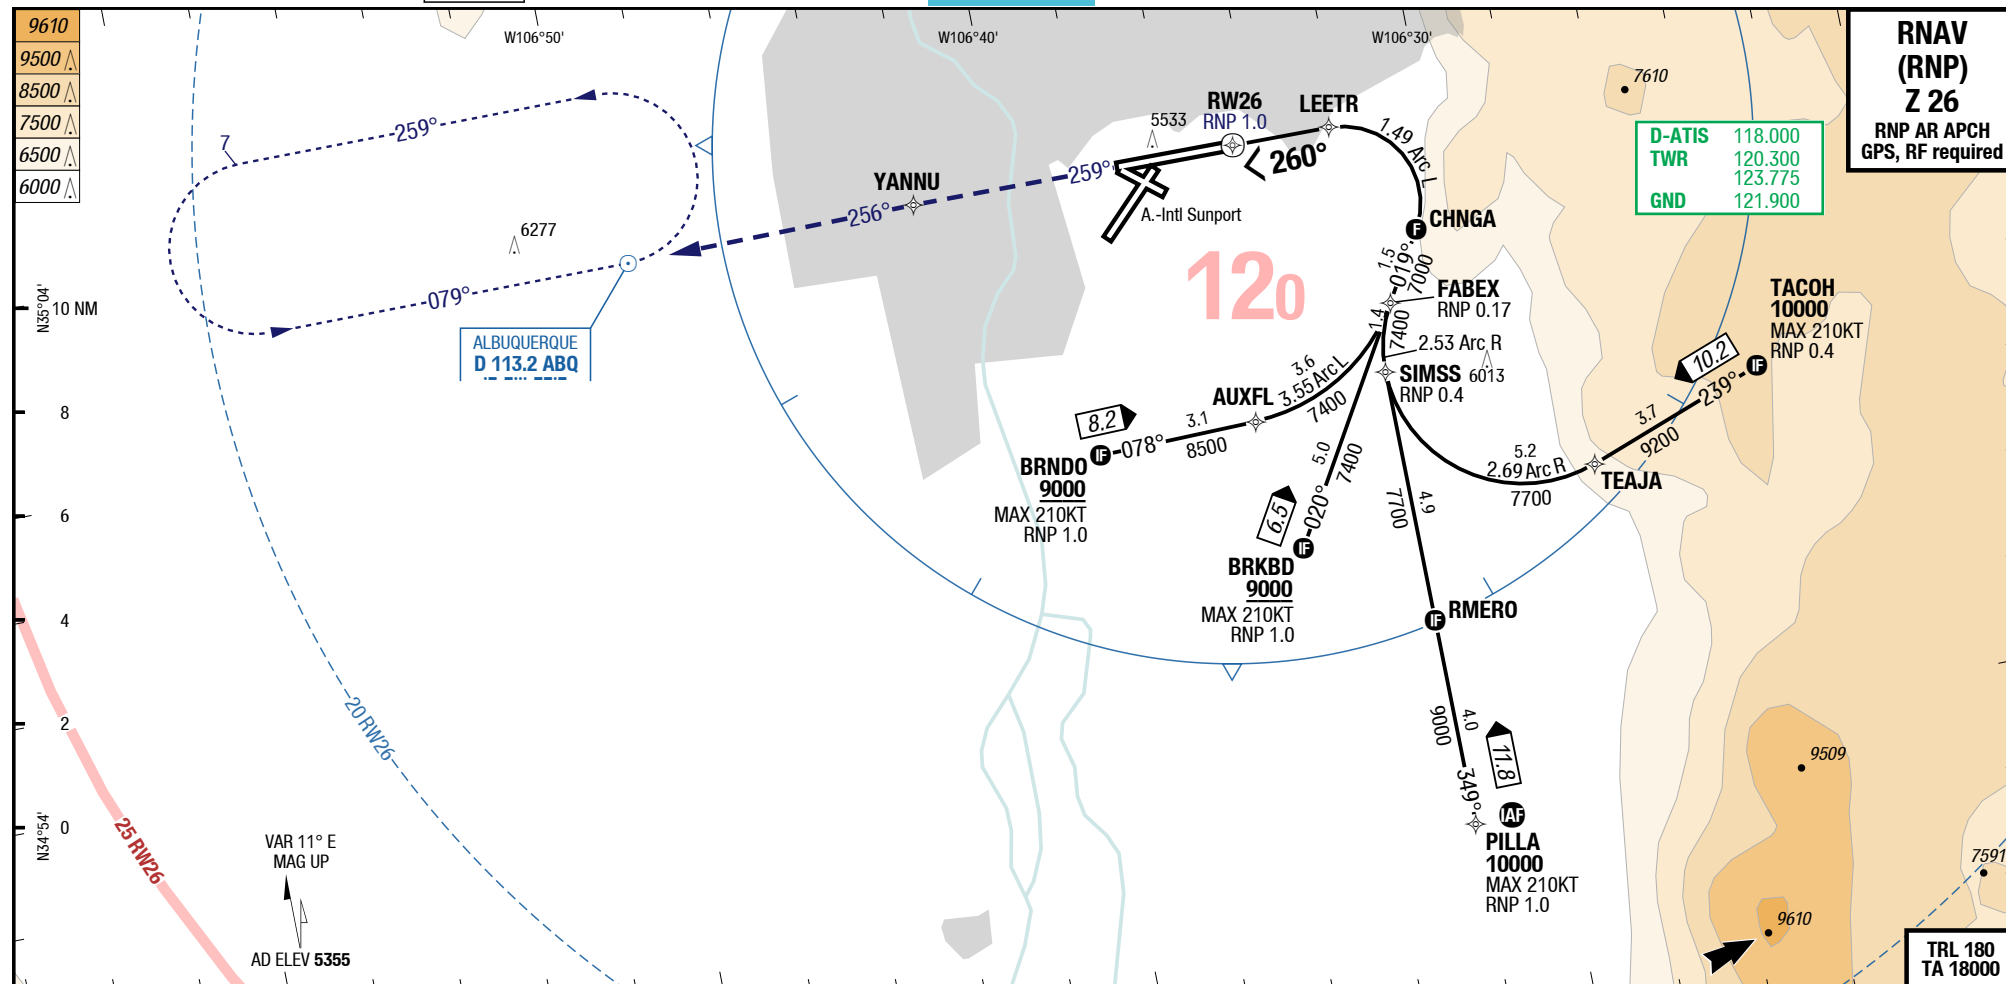 9610
9500
8500
7500
6500
6000
W106°50'
W106°40'
W106°30'
RNAV
(RNP)
Z 26
RNP AR APCH
GPS, RF required
D-ATIS 118.000
TWR 120.300
123.775
GND 121.900
7610
RW26
RNP 1.0
LEETR
5533
1.49 Arc L
< 260°
259°
7
259°
YANNU
256°
A.-Intl Sunport
CHNGA
F
6277
079°
120
1.5
019°
7000
FABEX
RNP 0.17
TACOH
10000
MAX 210KT
RNP 0.4
IF
10.2
239°
3.7
9200
N35°04'
10 NM
ALBUQUERQUE
D 113.2 ABQ
1.4
7400
2.53 Arc R
SIMSS
RNP 0.4
6013
3.6
3.55 Arc L
7400
AUXFL
8
8.2
3.1
078°
8500
IF
BRNDO
9000
MAX 210KT
RNP 1.0
5.0
7400
020°
6.5
IF
BRKBD
9000
MAX 210KT
RNP 1.0
5.2
2.69 Arc R
7700
TEAJA
6
4.9
7700
IF
RMERO
4
4.0
9000
11.8
349°
IAF
PILLA
10000
MAX 210KT
RNP 1.0
2
20 RW26
25 RW26
N34°54'
0
VAR 11° E
MAG UP
AD ELEV 5355
9509
7591
9610
TRL 180
TA 18000